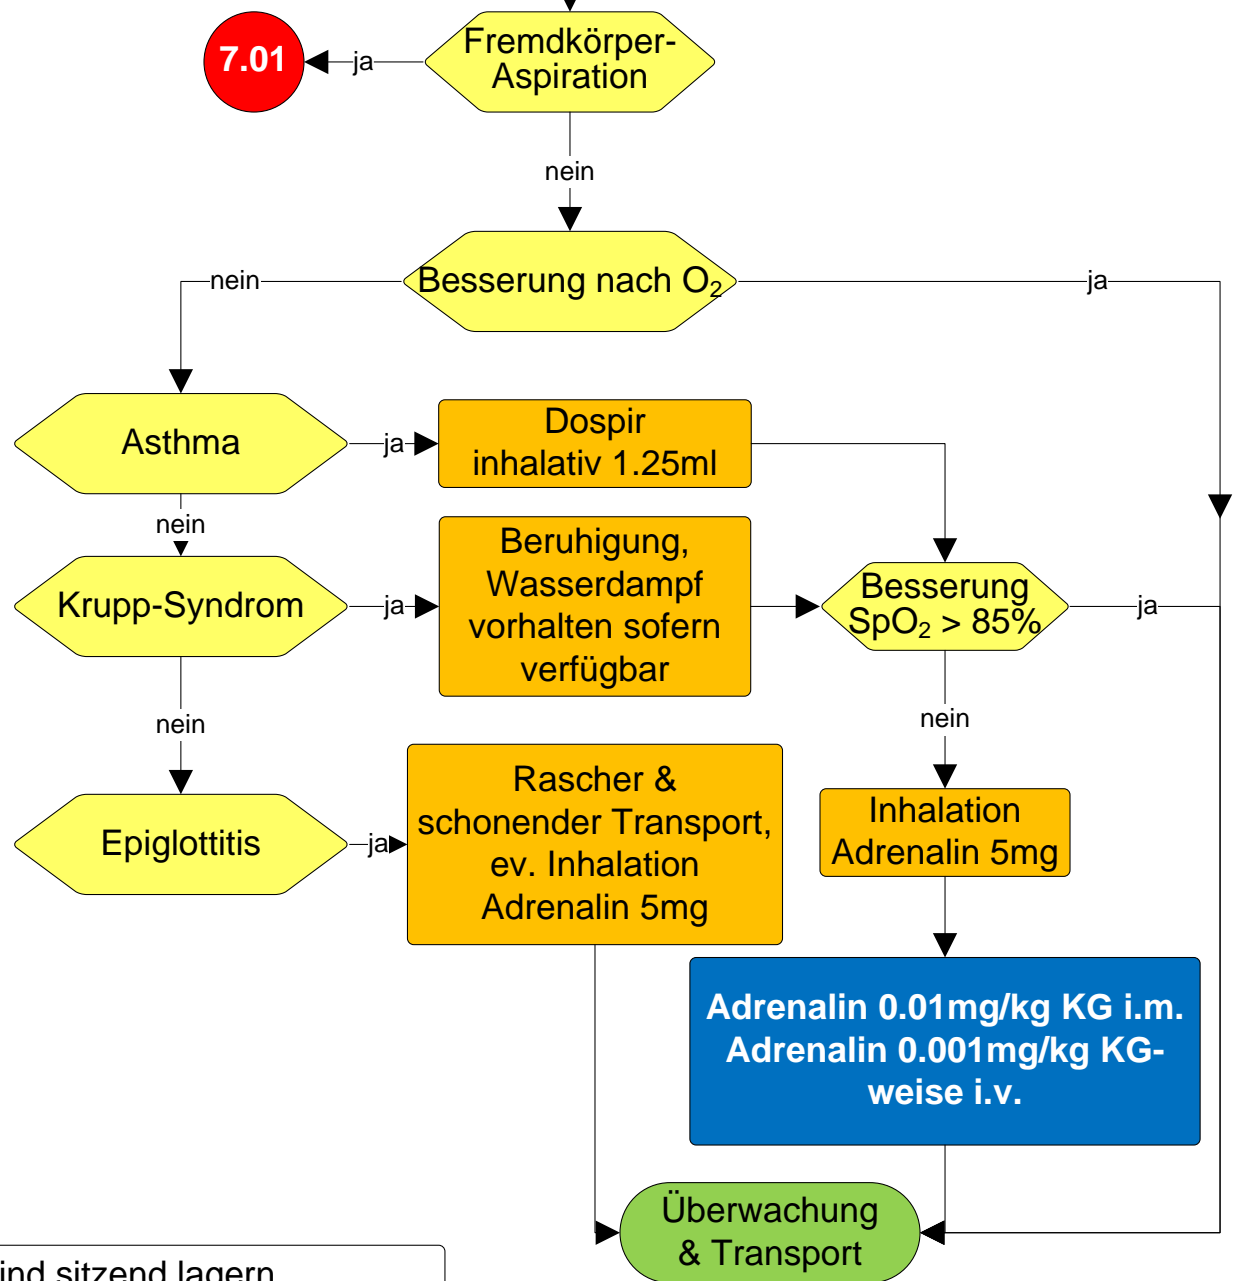 Fremdkörper-
Aspiration
7.01
ja
nein
Besserung nach O₂
nein
ja
Asthma
ja
Dospir
inhalativ 1.25ml
nein
Krupp-Syndrom
ja
Beruhigung,
Wasserdampf
vorhalten sofern
verfügbar
Besserung
SpO₂ > 85%
ja
nein
nein
Epiglottitis
ja
Rascher &
schonender Transport,
ev. Inhalation
Adrenalin 5mg
Inhalation
Adrenalin 5mg
Adrenalin 0.01mg/kg KG i.m.
Adrenalin 0.001mg/kg KG-
weise i.v.
Überwachung
& Transport
sitzend lagern